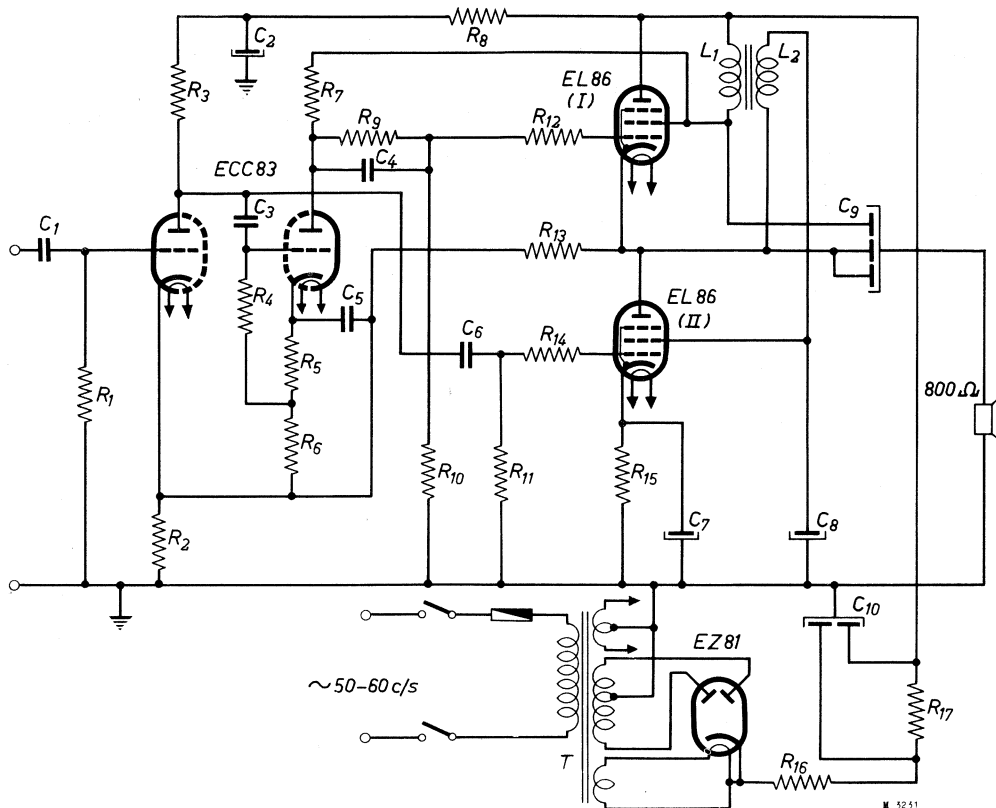 R8
C2
R3
R7
L1
L2
EL86
(I)
R9
R12
C4
ECC83
C3
C9
C1
R13
R4
C5
EL86
(II)
C6
R14
R5
R1
800Ω
R6
R10
R11
R15
R2
C7
C8
C10
EZ81
~50-60 c/s
R17
T
R16